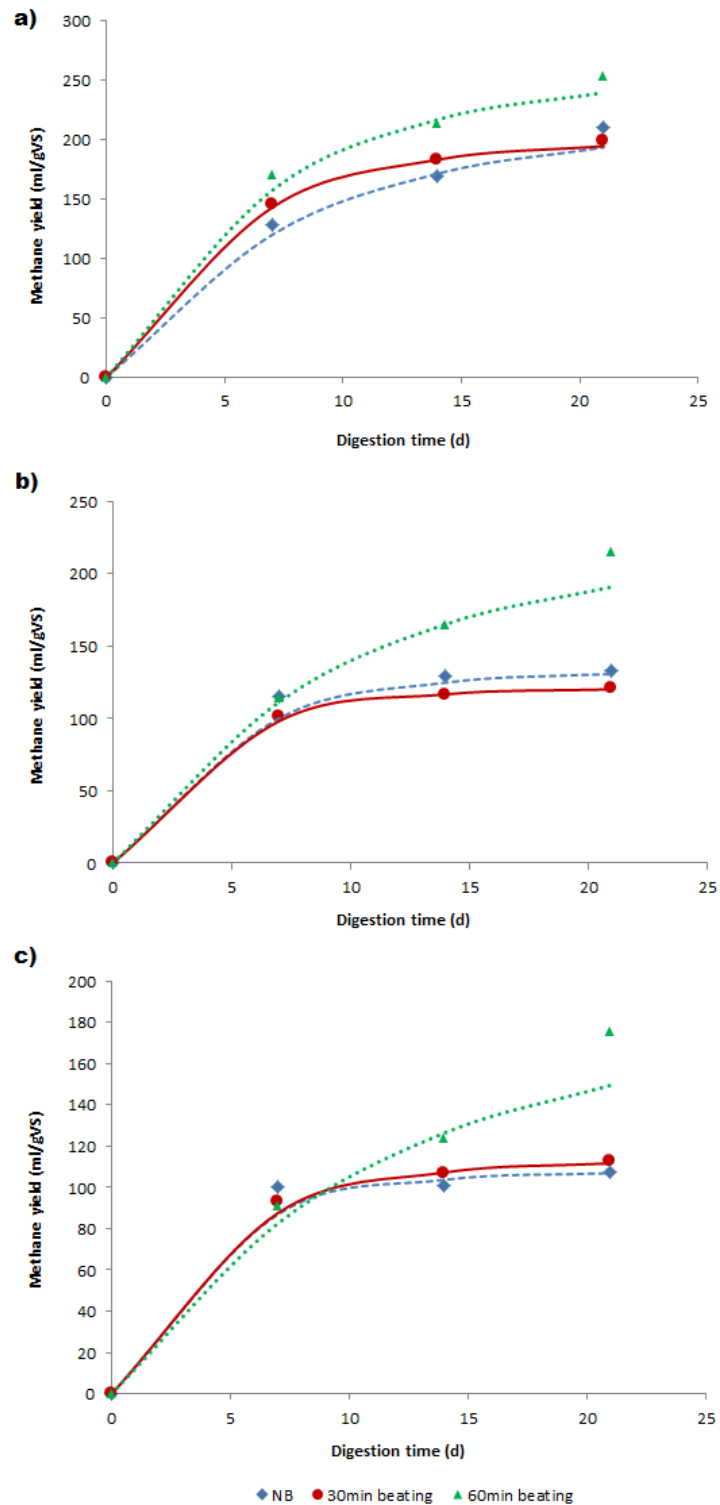 a)
300
250
200
150
100
50
0
Methane yield (ml/gVS)
0 5 10 15 20 25
Digestion time (d)
b)
250
200
150
100
50
0
Methane yield (ml/gVS)
0 5 10 15 20 25
Digestion time (d)
c)
200
180
160
140
120
100
80
60
40
20
0
Methane yield (ml/gVS)
0 5 10 15 20 25
Digestion time (d)
NB 30min beating 60min beating